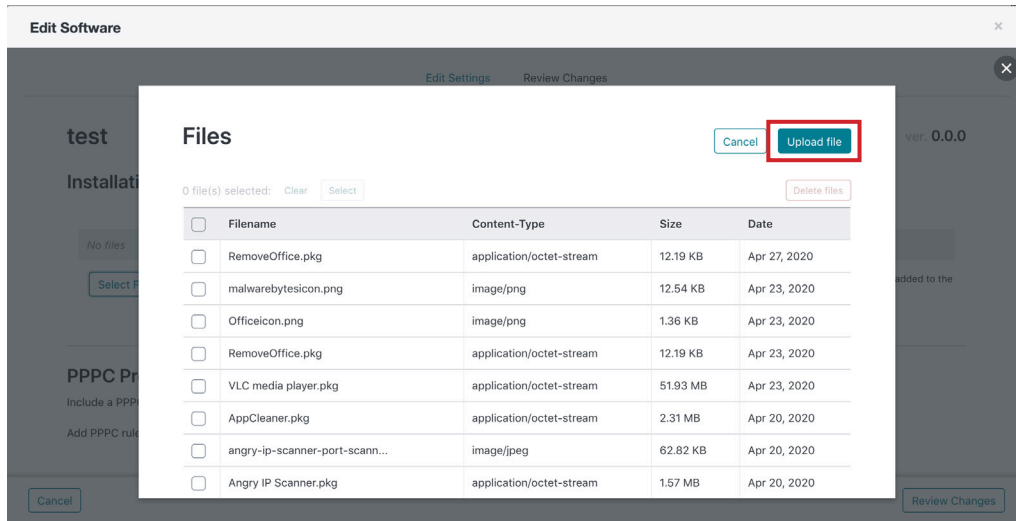 Edit Software
Edit Settings Review Changes
test Files Cancel Upload file ver. 0.0.0
Installati
0 file(s) selected: Clear Select Delete files
Filename Content-Type Size Date
No files RemoveOffice.pkg application/octet-stream 12.19 KB Apr 27, 2020
Select F malwarebytesicon.png image/png 12.54 KB Apr 23, 2020 added to the
Officeicon.png image/png 1.36 KB Apr 23, 2020
RemoveOffice.pkg application/octet-stream 12.19 KB Apr 23, 2020
PPPC Pr
VLC media player.pkg application/octet-stream 51.93 MB Apr 23, 2020
Include a PPP
AppCleaner.pkg application/octet-stream 2.31 MB Apr 20, 2020
Add PPPC rule
angry-ip-scanner-port-scann... image/jpeg 62.82 KB Apr 20, 2020
Angry IP Scanner.pkg application/octet-stream 1.57 MB Apr 20, 2020
Cancel Review Changes